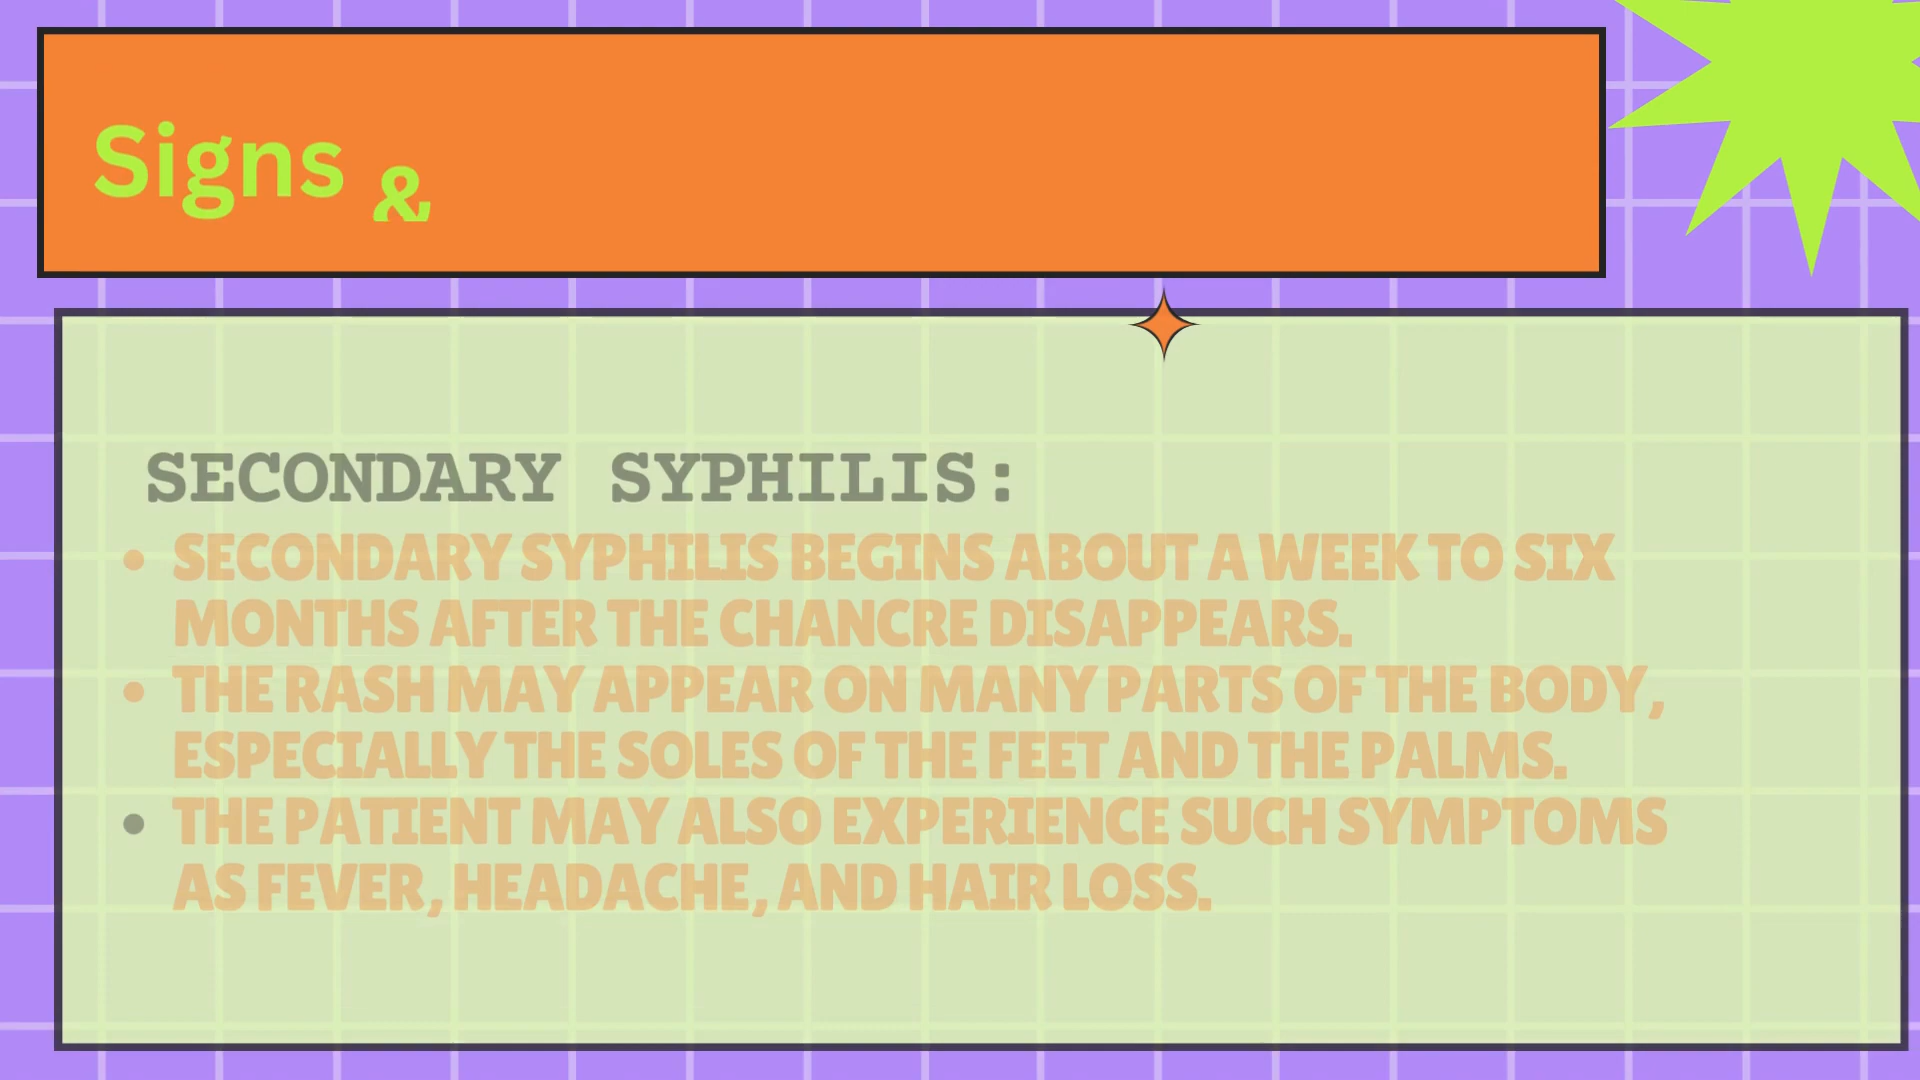 Signs &
SECONDARY SYPHILIS:
• SECONDARY SYPHILIS BEGINS ABOUT A WEEK TO SIX
MONTHS AFTER THE CHANCRE DISAPPEARS.
• THE RASH MAY APPEAR ON MANY PARTS OF THE BODY,
ESPECIALLY THE SOLES OF THE FEET AND THE PALMS.
• THE PATIENT MAY ALSO EXPERIENCE SUCH SYMPTOMS
AS FEVER, HEADACHE, AND HAIR LOSS.